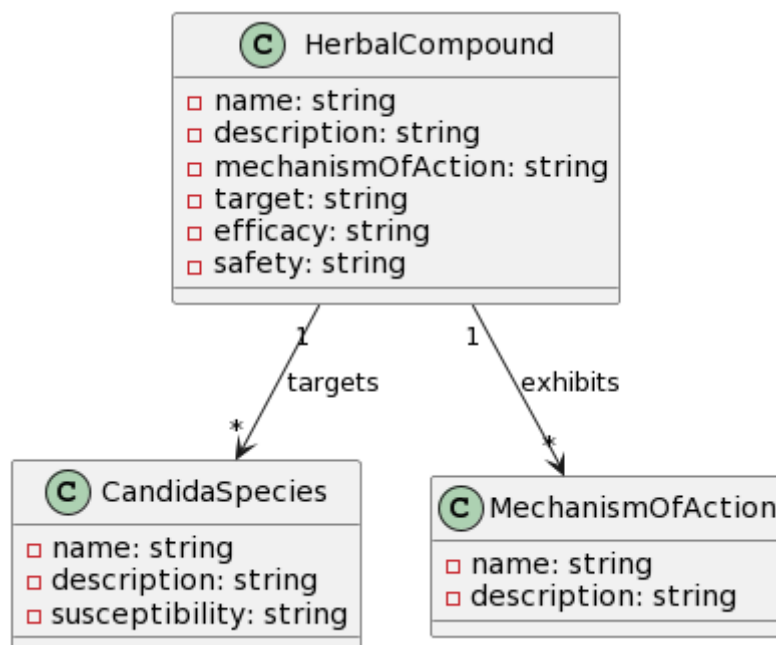 C HerbalCompound
name: string
description: string
mechanismOfAction: string
target: string
efficacy: string
safety: string
1 1
targets exhibits
* *
C CandidaSpecies
name: string
description: string
susceptibility: string
C MechanismOfAction
name: string
description: string